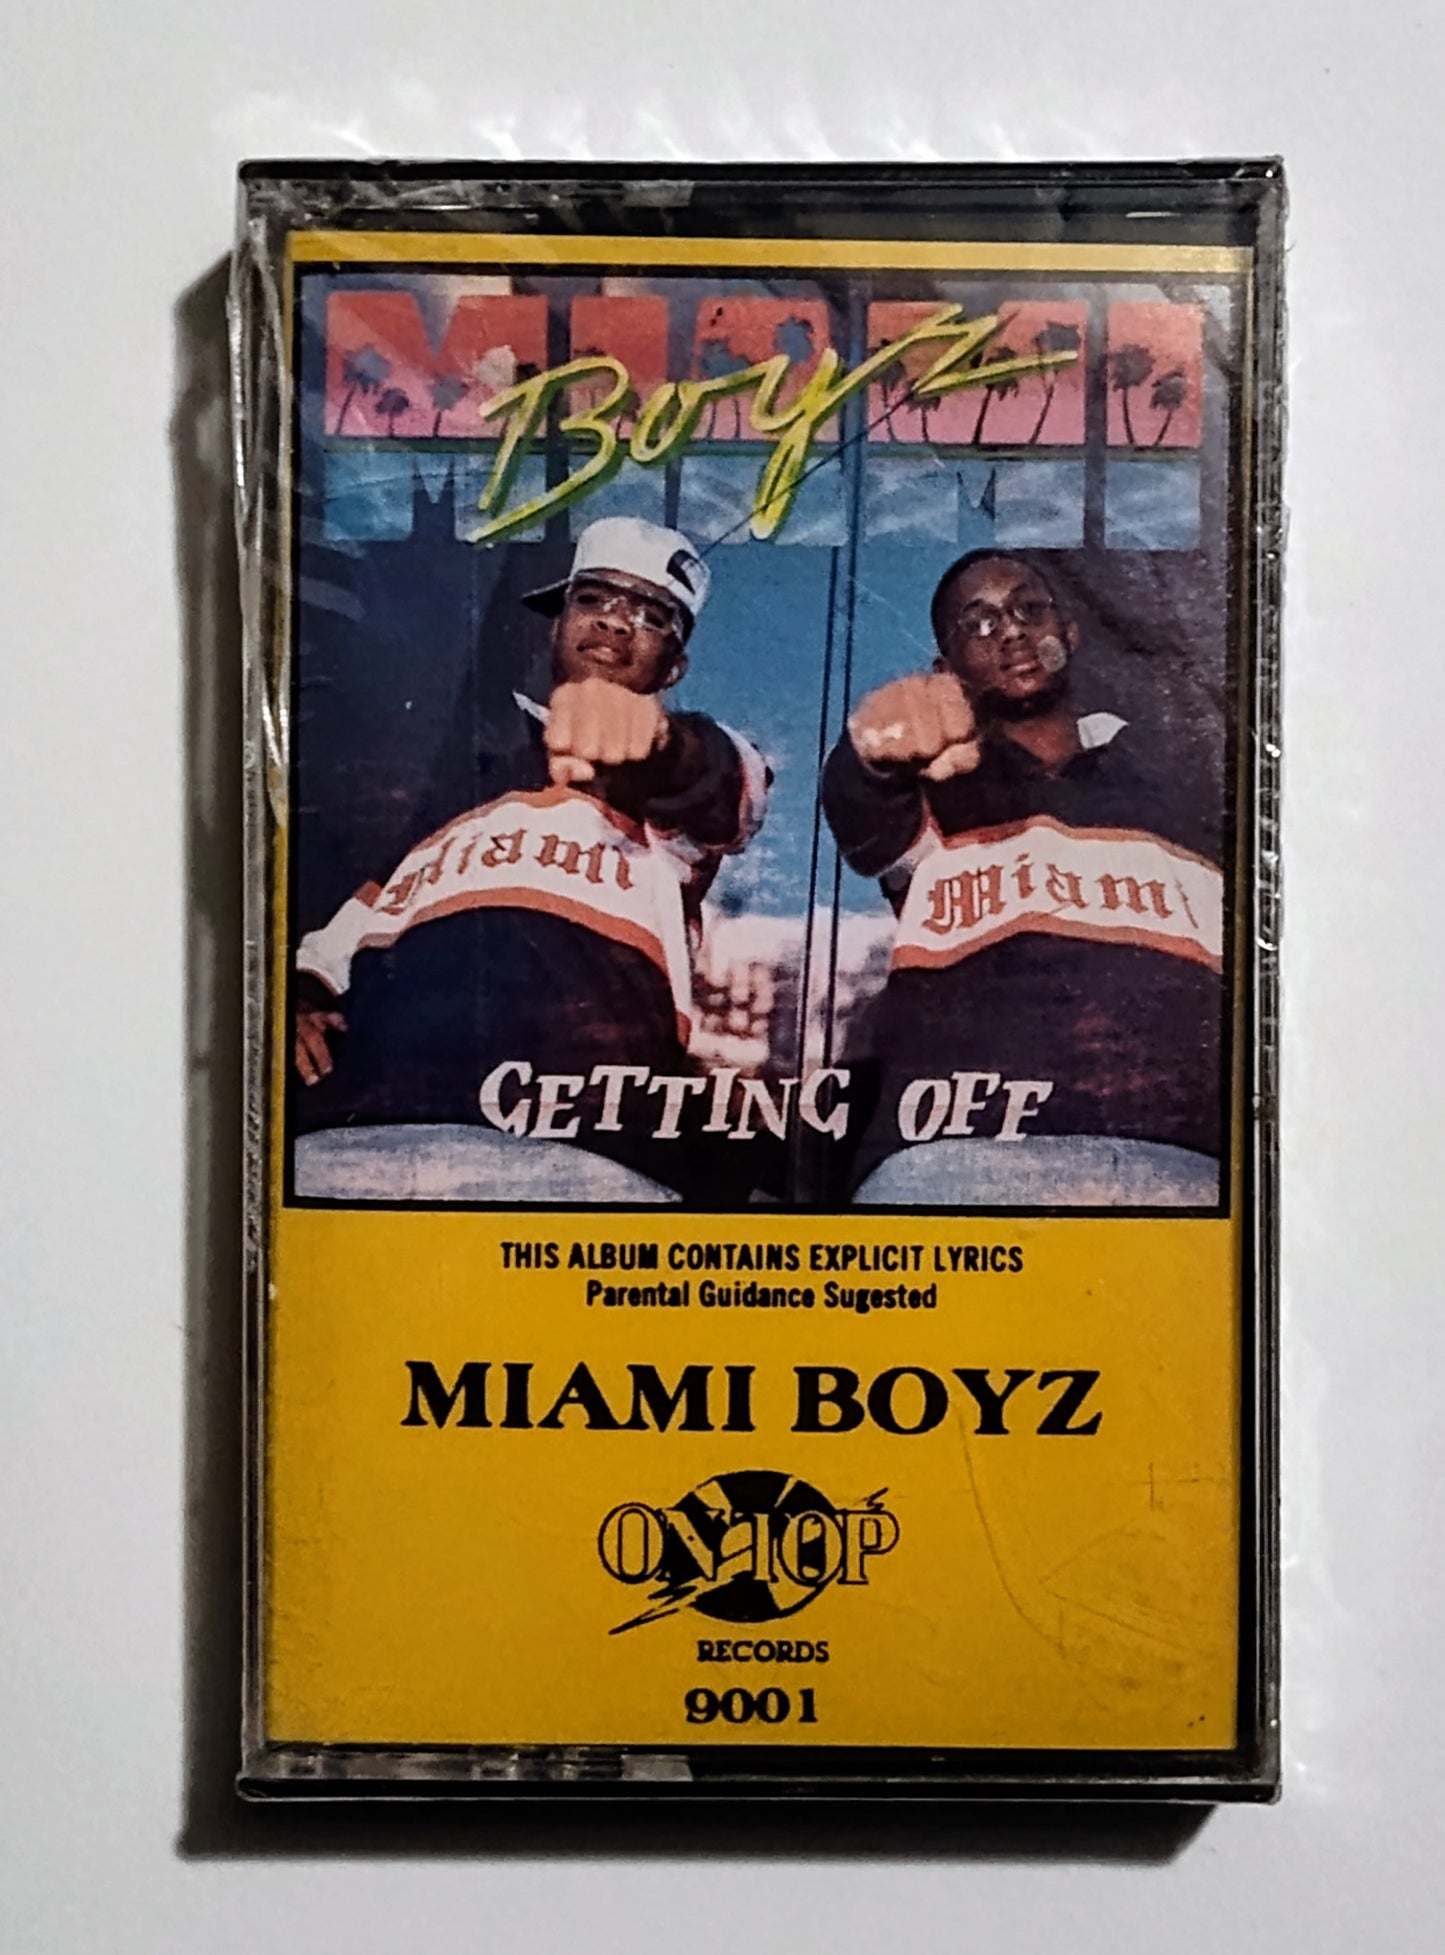 MIAMI
Boyz
Miami
Miami
GETTING OFF
THIS ALBUM CONTAINS EXPLICIT LYRICS
Parental Guidance Sugested
MIAMI BOYZ
ON TOP
RECORDS
9001